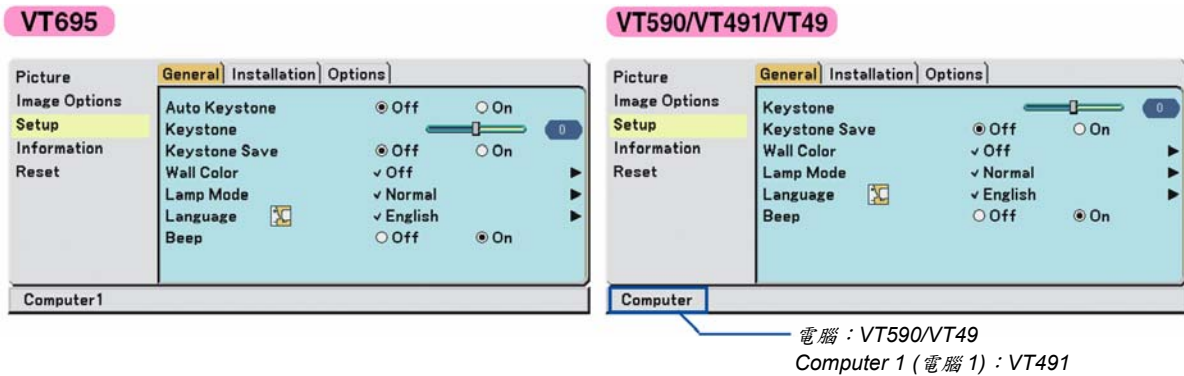 VT695
Picture
Image Options
Setup
Information
Reset
General Installation Options
Auto Keystone Off On
Keystone 0
Keystone Save Off On
Wall Color Off
Lamp Mode Normal
Language English
Beep Off On
Computer1
VT590/VT491/VT49
Picture
Image Options
Setup
Information
Reset
General Installation Options
Keystone 0
Keystone Save Off On
Wall Color Off
Lamp Mode Normal
Language English
Beep Off On
Computer
電腦：VT590/VT49
Computer 1 (電腦 1)：VT491